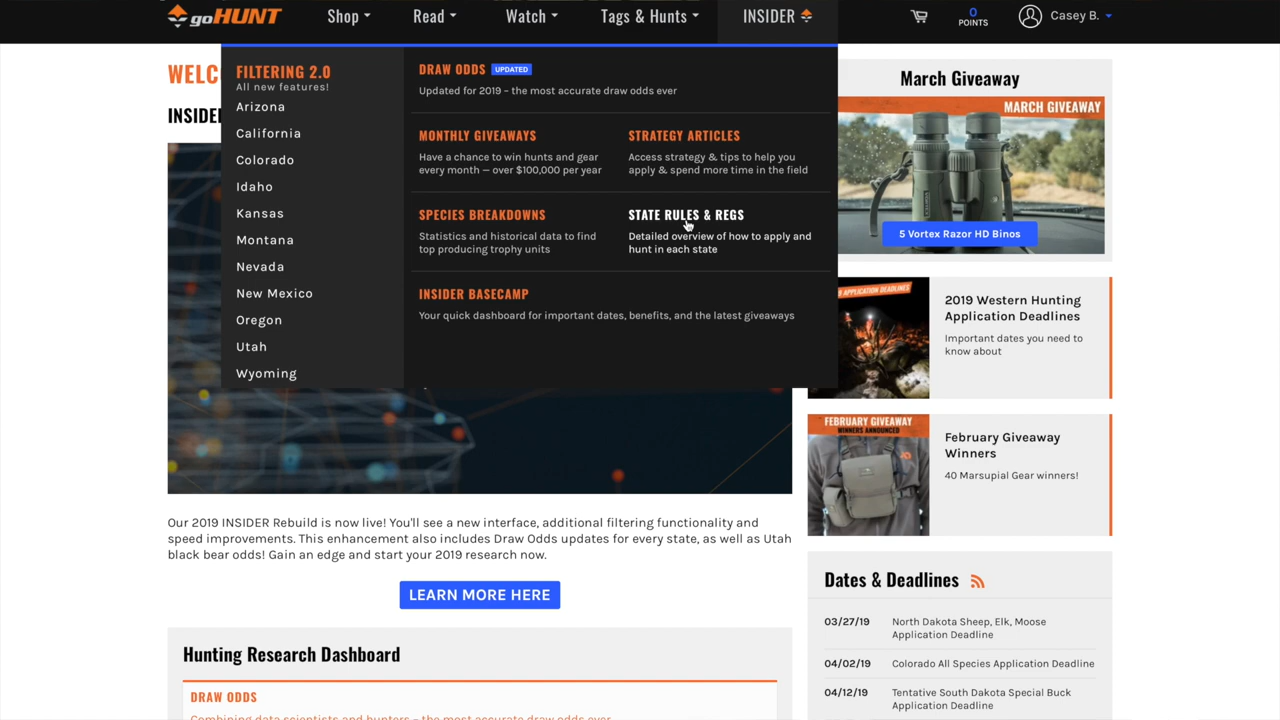 goHUNT
Shop
Read
Watch
Tags & Hunts
INSIDER
0
POINTS
Casey B.
WELC
INSIDE
FILTERING 2.0
All new features!
Arizona
California
Colorado
Idaho
Kansas
Montana
Nevada
New Mexico
Oregon
Utah
Wyoming
DRAW ODDS UPDATED
Updated for 2019 – the most accurate draw odds ever
MONTHLY GIVEAWAYS
Have a chance to win hunts and gear
every month — over $100,000 per year
STRATEGY ARTICLES
Access strategy & tips to help you
apply & spend more time in the field
SPECIES BREAKDOWNS
Statistics and historical data to find
top producing trophy units
STATE RULES & REGS
Detailed overview of how to apply and
hunt in each state
INSIDER BASECAMP
Your quick dashboard for important dates, benefits, and the latest giveaways
Our 2019 INSIDER Rebuild is now live! You'll see a new interface, additional filtering functionality and
speed improvements. This enhancement also includes Draw Odds updates for every state, as well as Utah
black bear odds! Gain an edge and start your 2019 research now.
LEARN MORE HERE
Hunting Research Dashboard
DRAW ODDS
Combining data scientists and hunters – the most accurate draw odds ever
March Giveaway
MARCH GIVEAWAY
5 Vortex Razor HD Binos
APPLICATION DEADLINES
2019 Western Hunting
Application Deadlines
Important dates you need to
know about
FEBRUARY GIVEAWAY
WINNERS ANNOUNCED
February Giveaway
Winners
40 Marsupial Gear winners!
Dates & Deadlines
03/27/19 North Dakota Sheep, Elk, Moose
Application Deadline
04/02/19 Colorado All Species Application Deadline
04/12/19 Tentative South Dakota Special Buck
Application Deadline